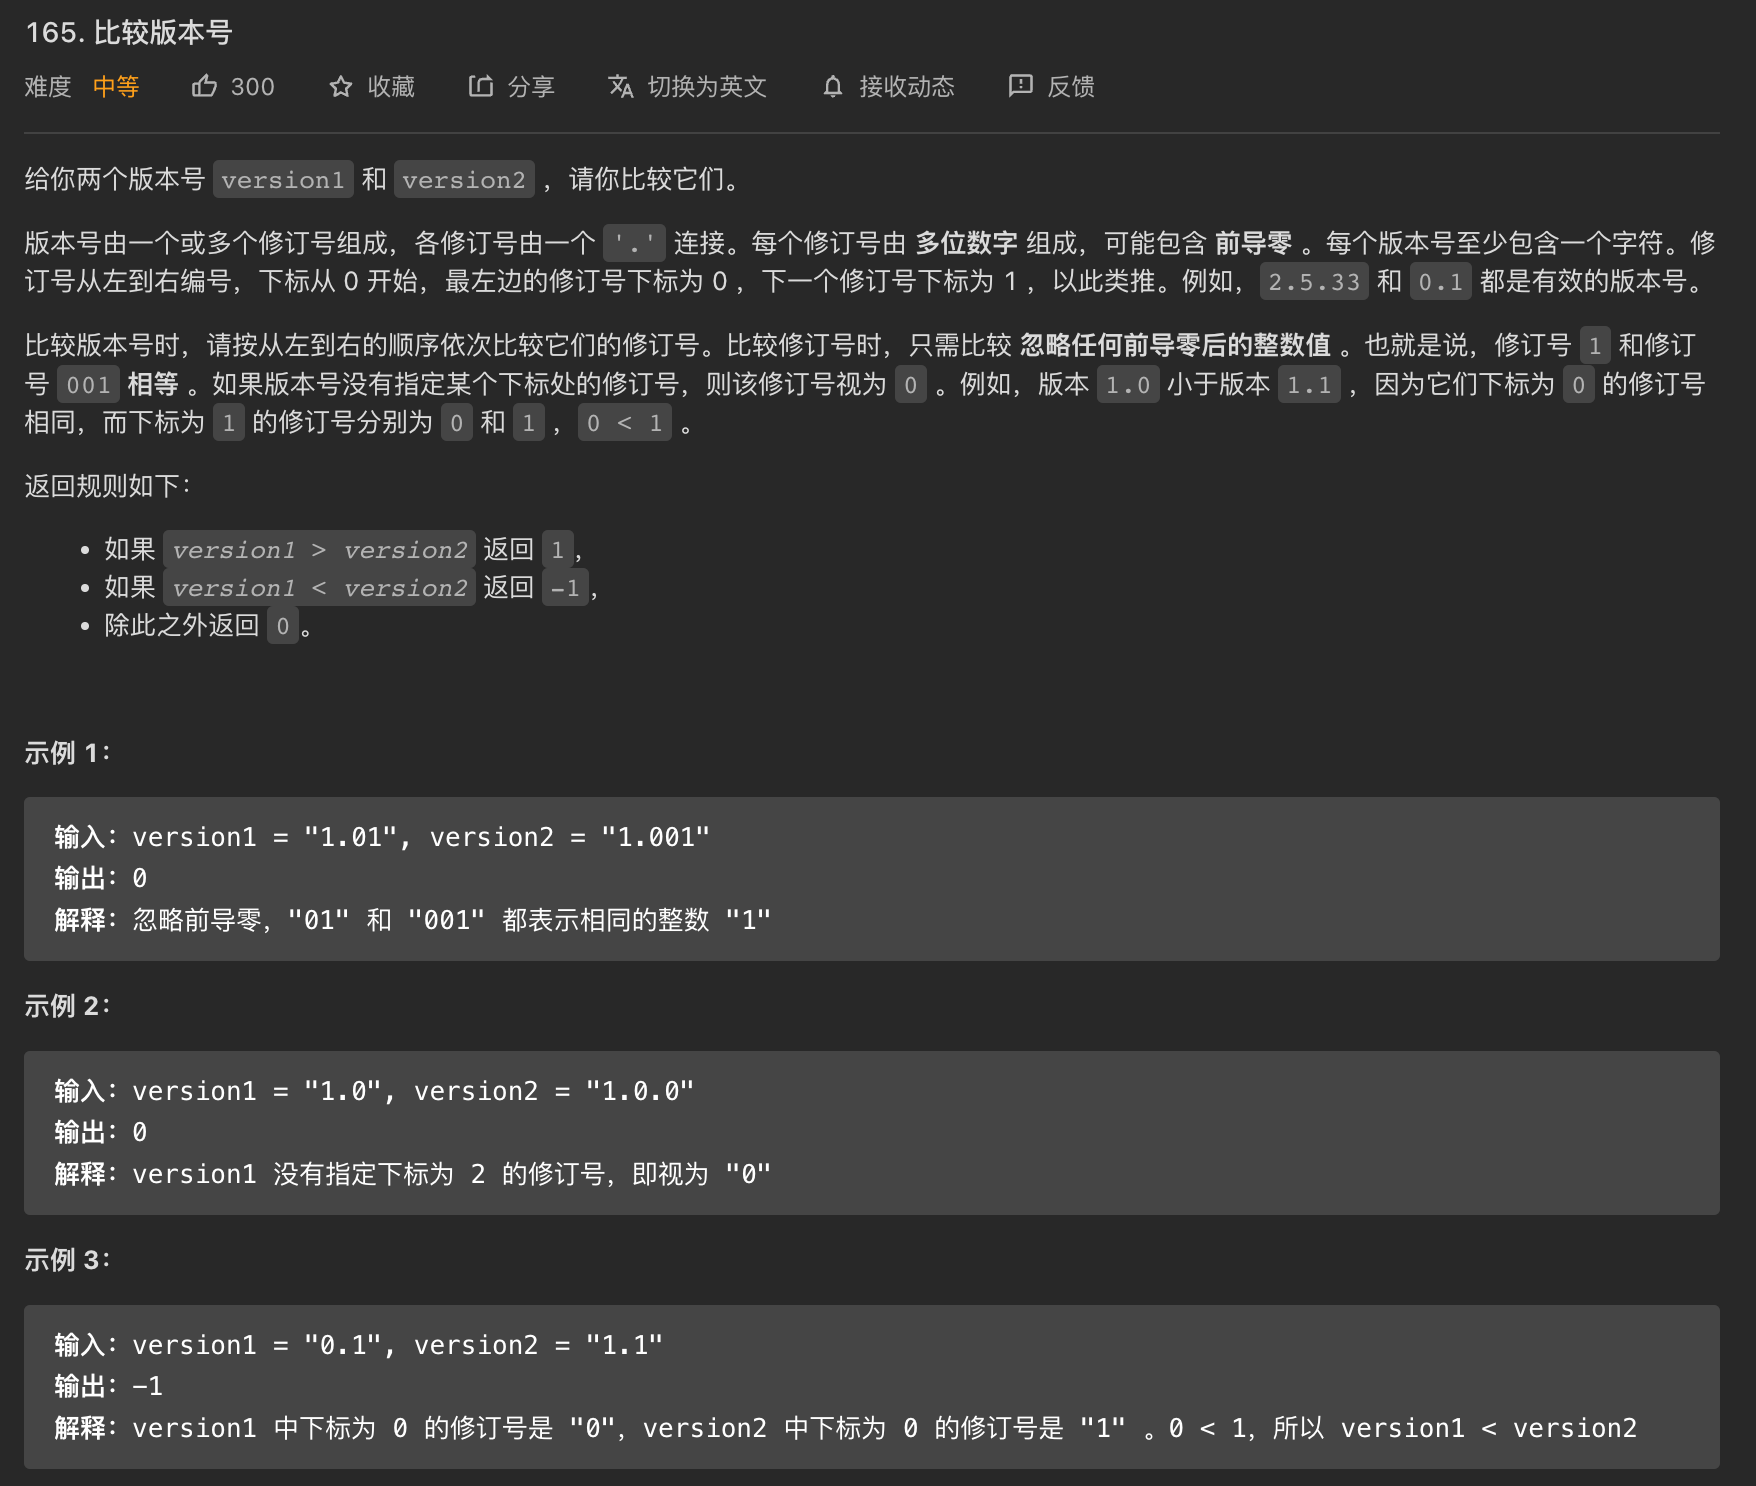 165. 比较版本号
难度 中等 300 收藏 分享 切换为英文 接收动态 反馈
给你两个版本号 version1 和 version2 ，请你比较它们。
版本号由一个或多个修订号组成，各修订号由一个 '.' 连接。每个修订号由 多位数字 组成，可能包含 前导零 。每个版本号至少包含一个字符。修
订号从左到右编号，下标从 0 开始，最左边的修订号下标为 0 ，下一个修订号下标为 1 ，以此类推。例如，2.5.33 和 0.1 都是有效的版本号。
比较版本号时，请按从左到右的顺序依次比较它们的修订号。比较修订号时，只需比较 忽略任何前导零后的整数值 。也就是说，修订号 1 和修订
号 001 相等 。如果版本号没有指定某个下标处的修订号，则该修订号视为 0 。例如，版本 1.0 小于版本 1.1 ，因为它们下标为 0 的修订号
相同，而下标为 1 的修订号分别为 0 和 1 ，0 < 1 。
返回规则如下：
• 如果 version1 > version2 返回 1，
• 如果 version1 < version2 返回 -1，
• 除此之外返回 0。
示例 1：
输入：version1 = "1.01", version2 = "1.001"
输出：0
解释：忽略前导零，"01" 和 "001" 都表示相同的整数 "1"
示例 2：
输入：version1 = "1.0", version2 = "1.0.0"
输出：0
解释：version1 没有指定下标为 2 的修订号，即视为 "0"
示例 3：
输入：version1 = "0.1", version2 = "1.1"
输出：-1
解释：version1 中下标为 0 的修订号是 "0"，version2 中下标为 0 的修订号是 "1" 。0 < 1，所以 version1 < version2